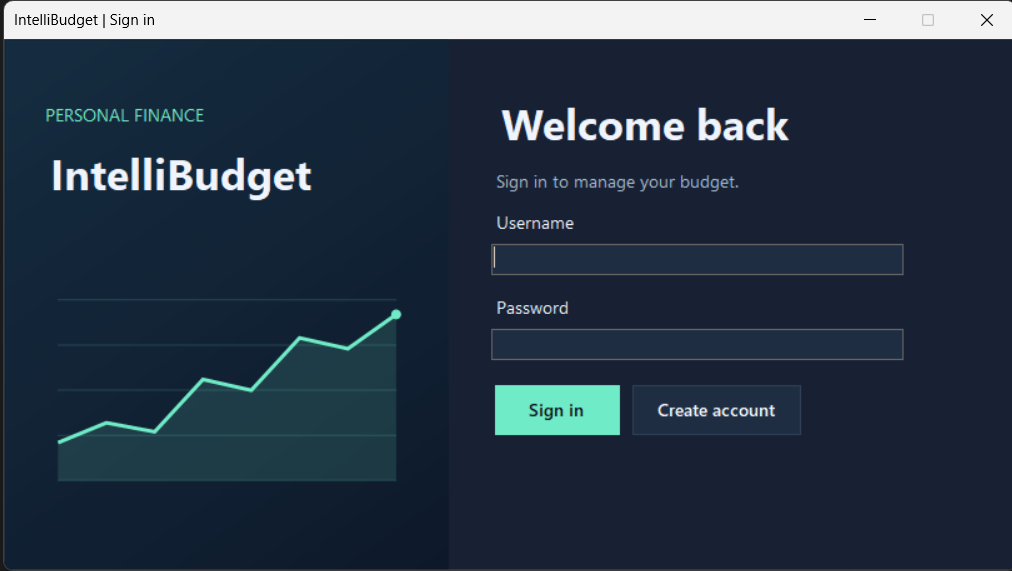 IntelliBudget | Sign in
PERSONAL FINANCE
IntelliBudget
Welcome back
Sign in to manage your budget.
Username
Password
Sign in
Create account